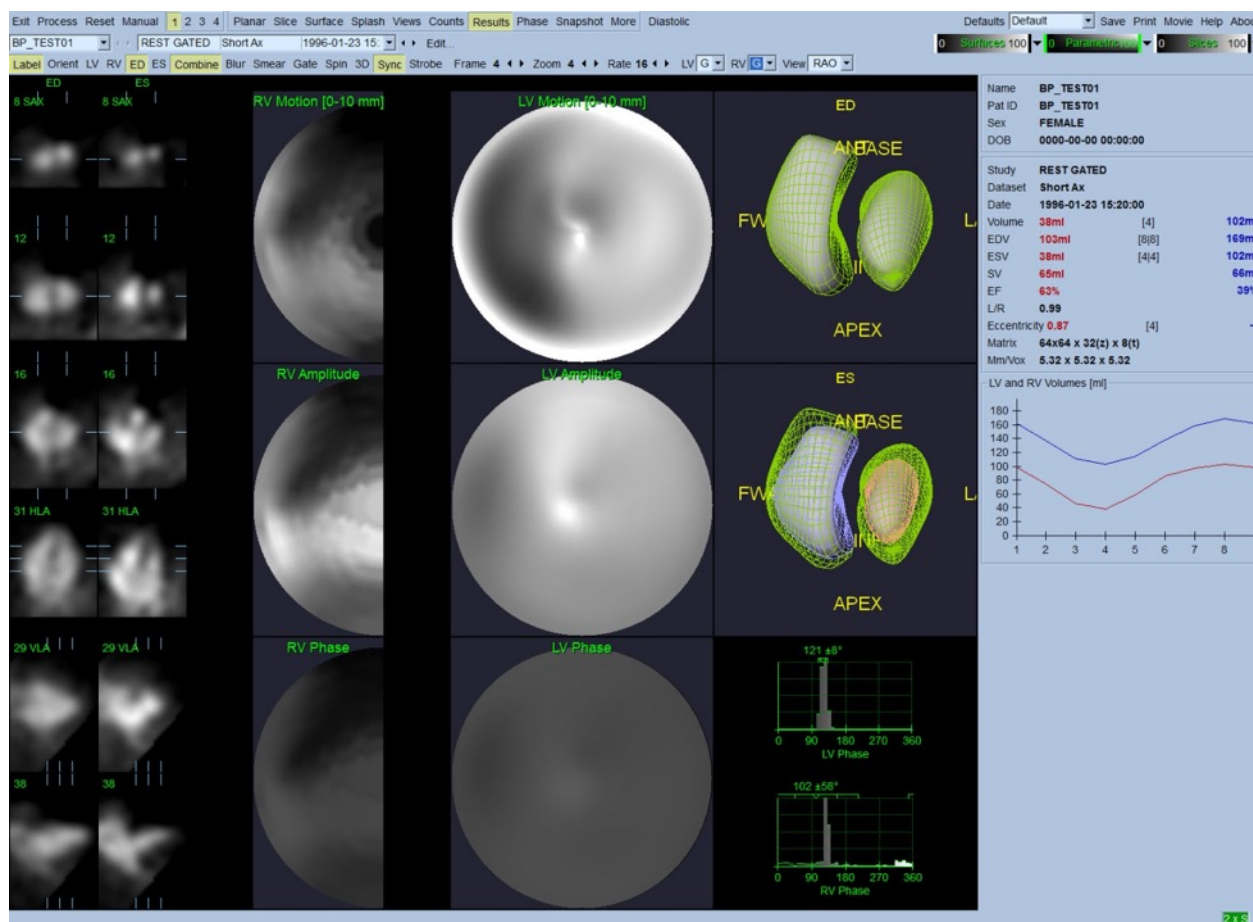 Exit Process Reset Manual 1 2 3 4 Planar Slice Surface Splash Views Counts Results Phase Snapshot More Diastolic Defaults Default Save Print Movie Help Abou
BP_TEST01 REST GATED Short Ax 1996-01-23 15: Edit... 0 Surfaces 100 0 Parametric 0 Slices 100
Label Orient LV RV ED ES Combine Blur Smear Gate Spin 3D Sync Strobe Frame 4 Zoom 4 Rate 16 LV G RV G View RAO
ED ES
8 SAX
12
16
31 HLA 31 HLA
29 VLA
38
RV Motion [0-10 mm] LV Motion [0-10 mm]
RV Amplitude LV Amplitude
RV Phase LV Phase
ED
ANT BASE
FW
L
IN
APEX
ES
ANT BASE
FW
L
INF
APEX
121 ±8°
0 90 180 270 360
LV Phase
102 ±58°
0 90 180 270 360
RV Phase
Name BP_TEST01
Pat ID BP_TEST01
Sex FEMALE
DOB 0000-00-00 00:00:00
Study REST GATED
Dataset Short Ax
Date 1996-01-23 15:20:00
Volume 38ml [4] 102m
EDV 103ml [8|8] 169m
ESV 38ml [4|4] 102m
SV 65ml 66m
EF 63% 39%
L/R 0.99
Eccentricity 0.87 [4]
Matrix 64x64 x 32(z) x 8(t)
Mm/Vox 5.32 x 5.32 x 5.32
LV and RV Volumes [ml]
180
160
140
120
100
80
60
40
20
0
1 2 3 4 5 6 7 8
2 x S